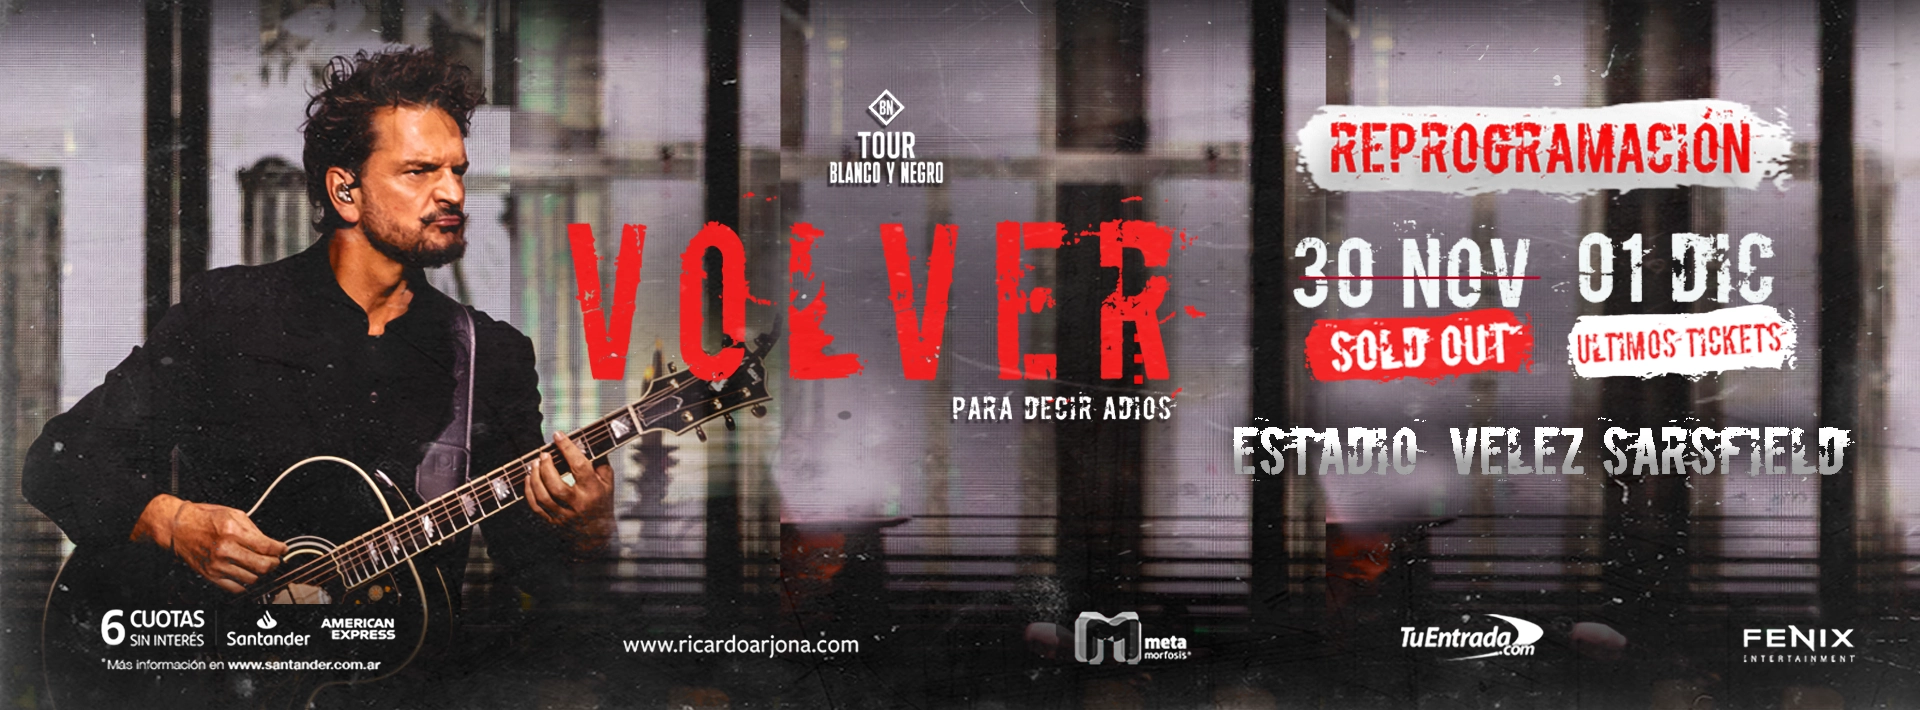 BN
TOUR
BLANCO Y NEGRO
VOLVER
PARA DECIR ADIOS
REPROGRAMACIÓN
30 NOV 01 DIC
SOLD OUT ULTIMOS TICKETS
ESTADIO VELEZ SARSFIELD
6 CUOTAS
SIN INTERÉS
Santander
AMERICAN
EXPRESS
*Más información en www.santander.com.ar
www.ricardoarjona.com
meta
morfosis
TuEntrada
.com
FENIX
ENTERTAINMENT